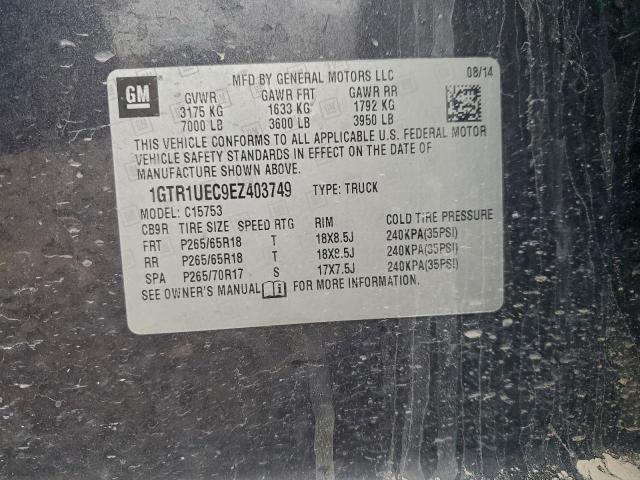 GM
MFD BY GENERAL MOTORS LLC 08/14
GVWR GAWR FRT GAWR RR
3175 KG 1633 KG 1792 KG
7000 LB 3600 LB 3950 LB
THIS VEHICLE CONFORMS TO ALL APPLICABLE U.S. FEDERAL MOTOR
VEHICLE SAFETY STANDARDS IN EFFECT ON THE DATE OF
MANUFACTURE SHOWN ABOVE.
1GTR1UEC9EZ403749 TYPE: TRUCK
MODEL: C15753
CB9R TIRE SIZE SPEED RTG RIM COLD TIRE PRESSURE
FRT P265/65R18 T 18X8.5J 240KPA(35PSI)
RR P265/65R18 T 18X8.5J 240KPA(35PSI)
SPA P265/70R17 S 17X7.5J 240KPA(35PSI)
SEE OWNER'S MANUAL FOR MORE INFORMATION.